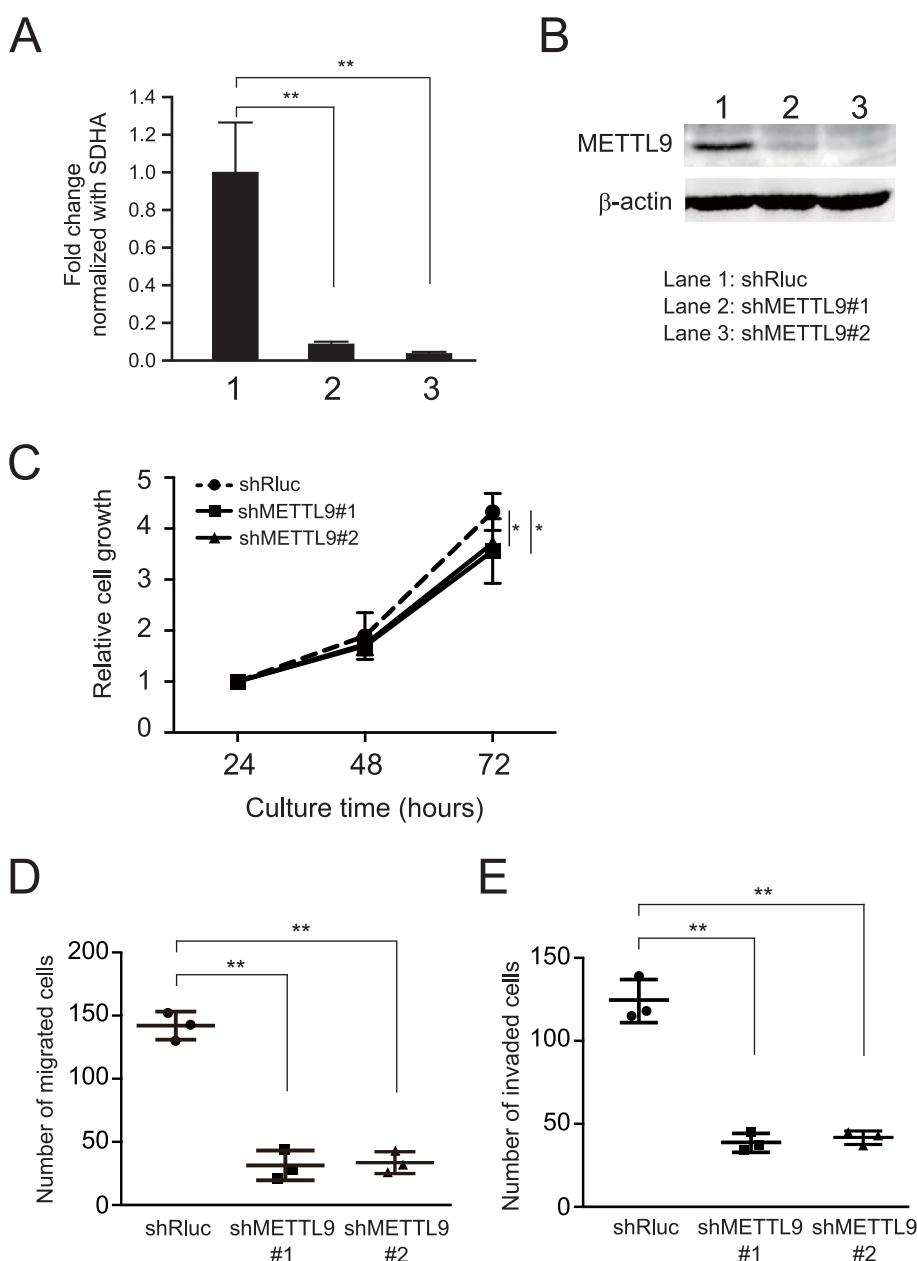 A
**
**
Fold change
normalized with SDHA
1.4
1.2
1.0
0.8
0.6
0.4
0.2
0.0
1 2 3
B
1 2 3
METTL9
β-actin
Lane 1: shRluc
Lane 2: shMETTL9#1
Lane 3: shMETTL9#2
C
Relative cell growth
5
4
3
2
1
0
shRluc
shMETTL9#1
shMETTL9#2
* *
24 48 72
Culture time (hours)
D
Number of migrated cells
200
150
100
50
0
**
**
shRluc shMETTL9 shMETTL9
#1 #2
E
Number of invaded cells
150
100
50
0
**
**
shRluc shMETTL9 shMETTL9
#1 #2